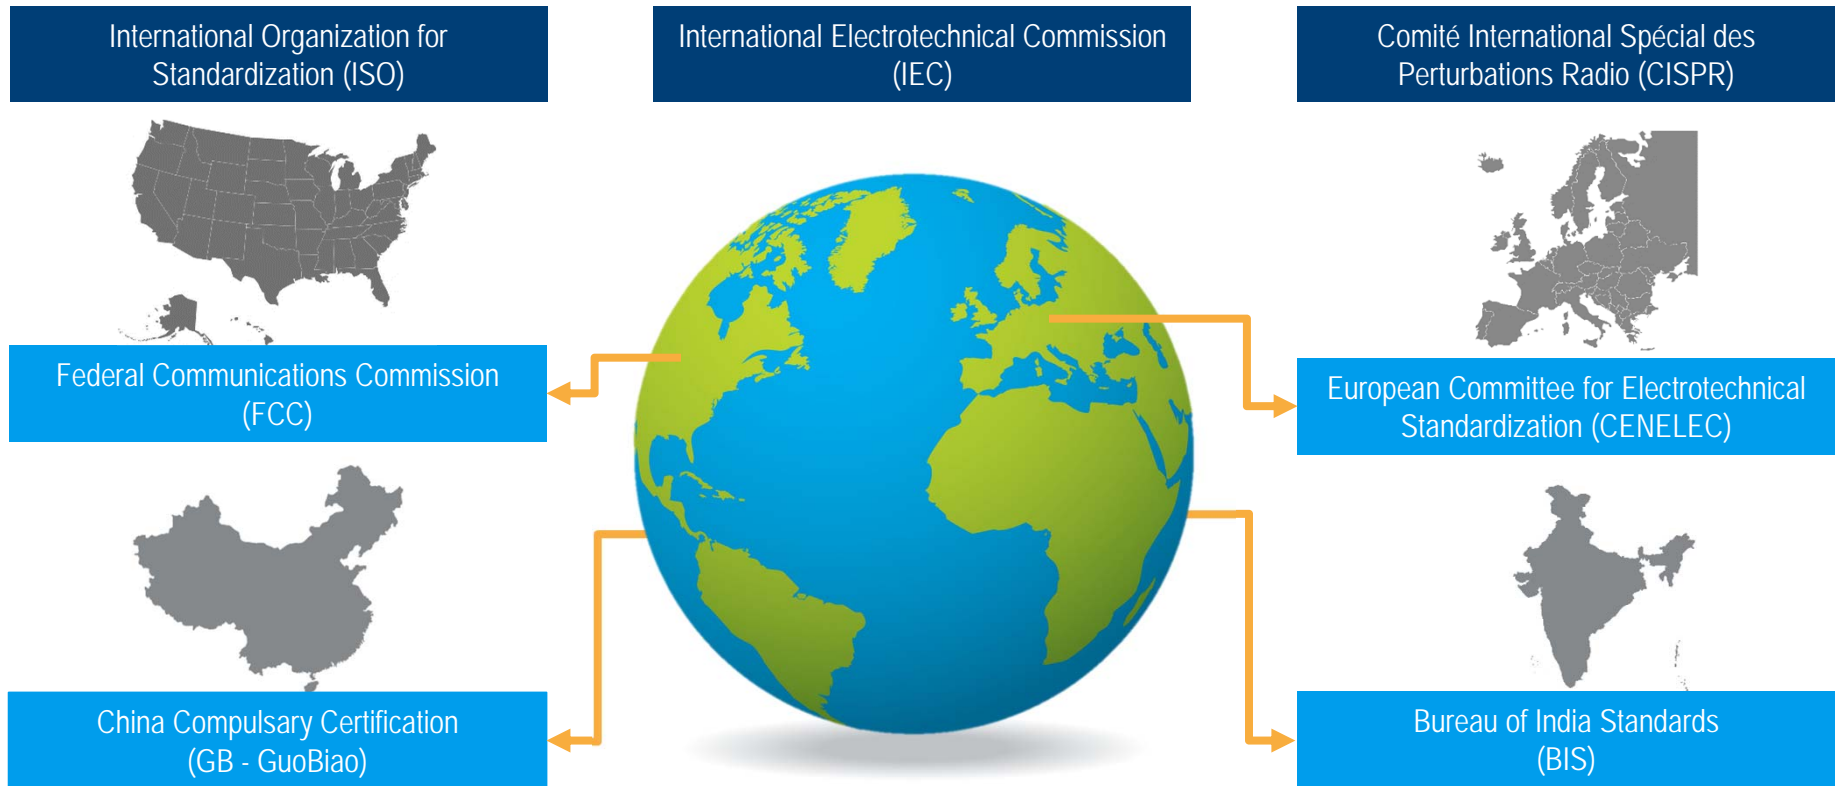 International Organization for
Standardization (ISO)
International Electrotechnical Commission
(IEC)
Comité International Spécial des
Perturbations Radio (CISPR)
Federal Communications Commission
(FCC)
European Committee for Electrotechnical
Standardization (CENELEC)
China Compulsary Certification
(GB - GuoBiao)
Bureau of India Standards
(BIS)